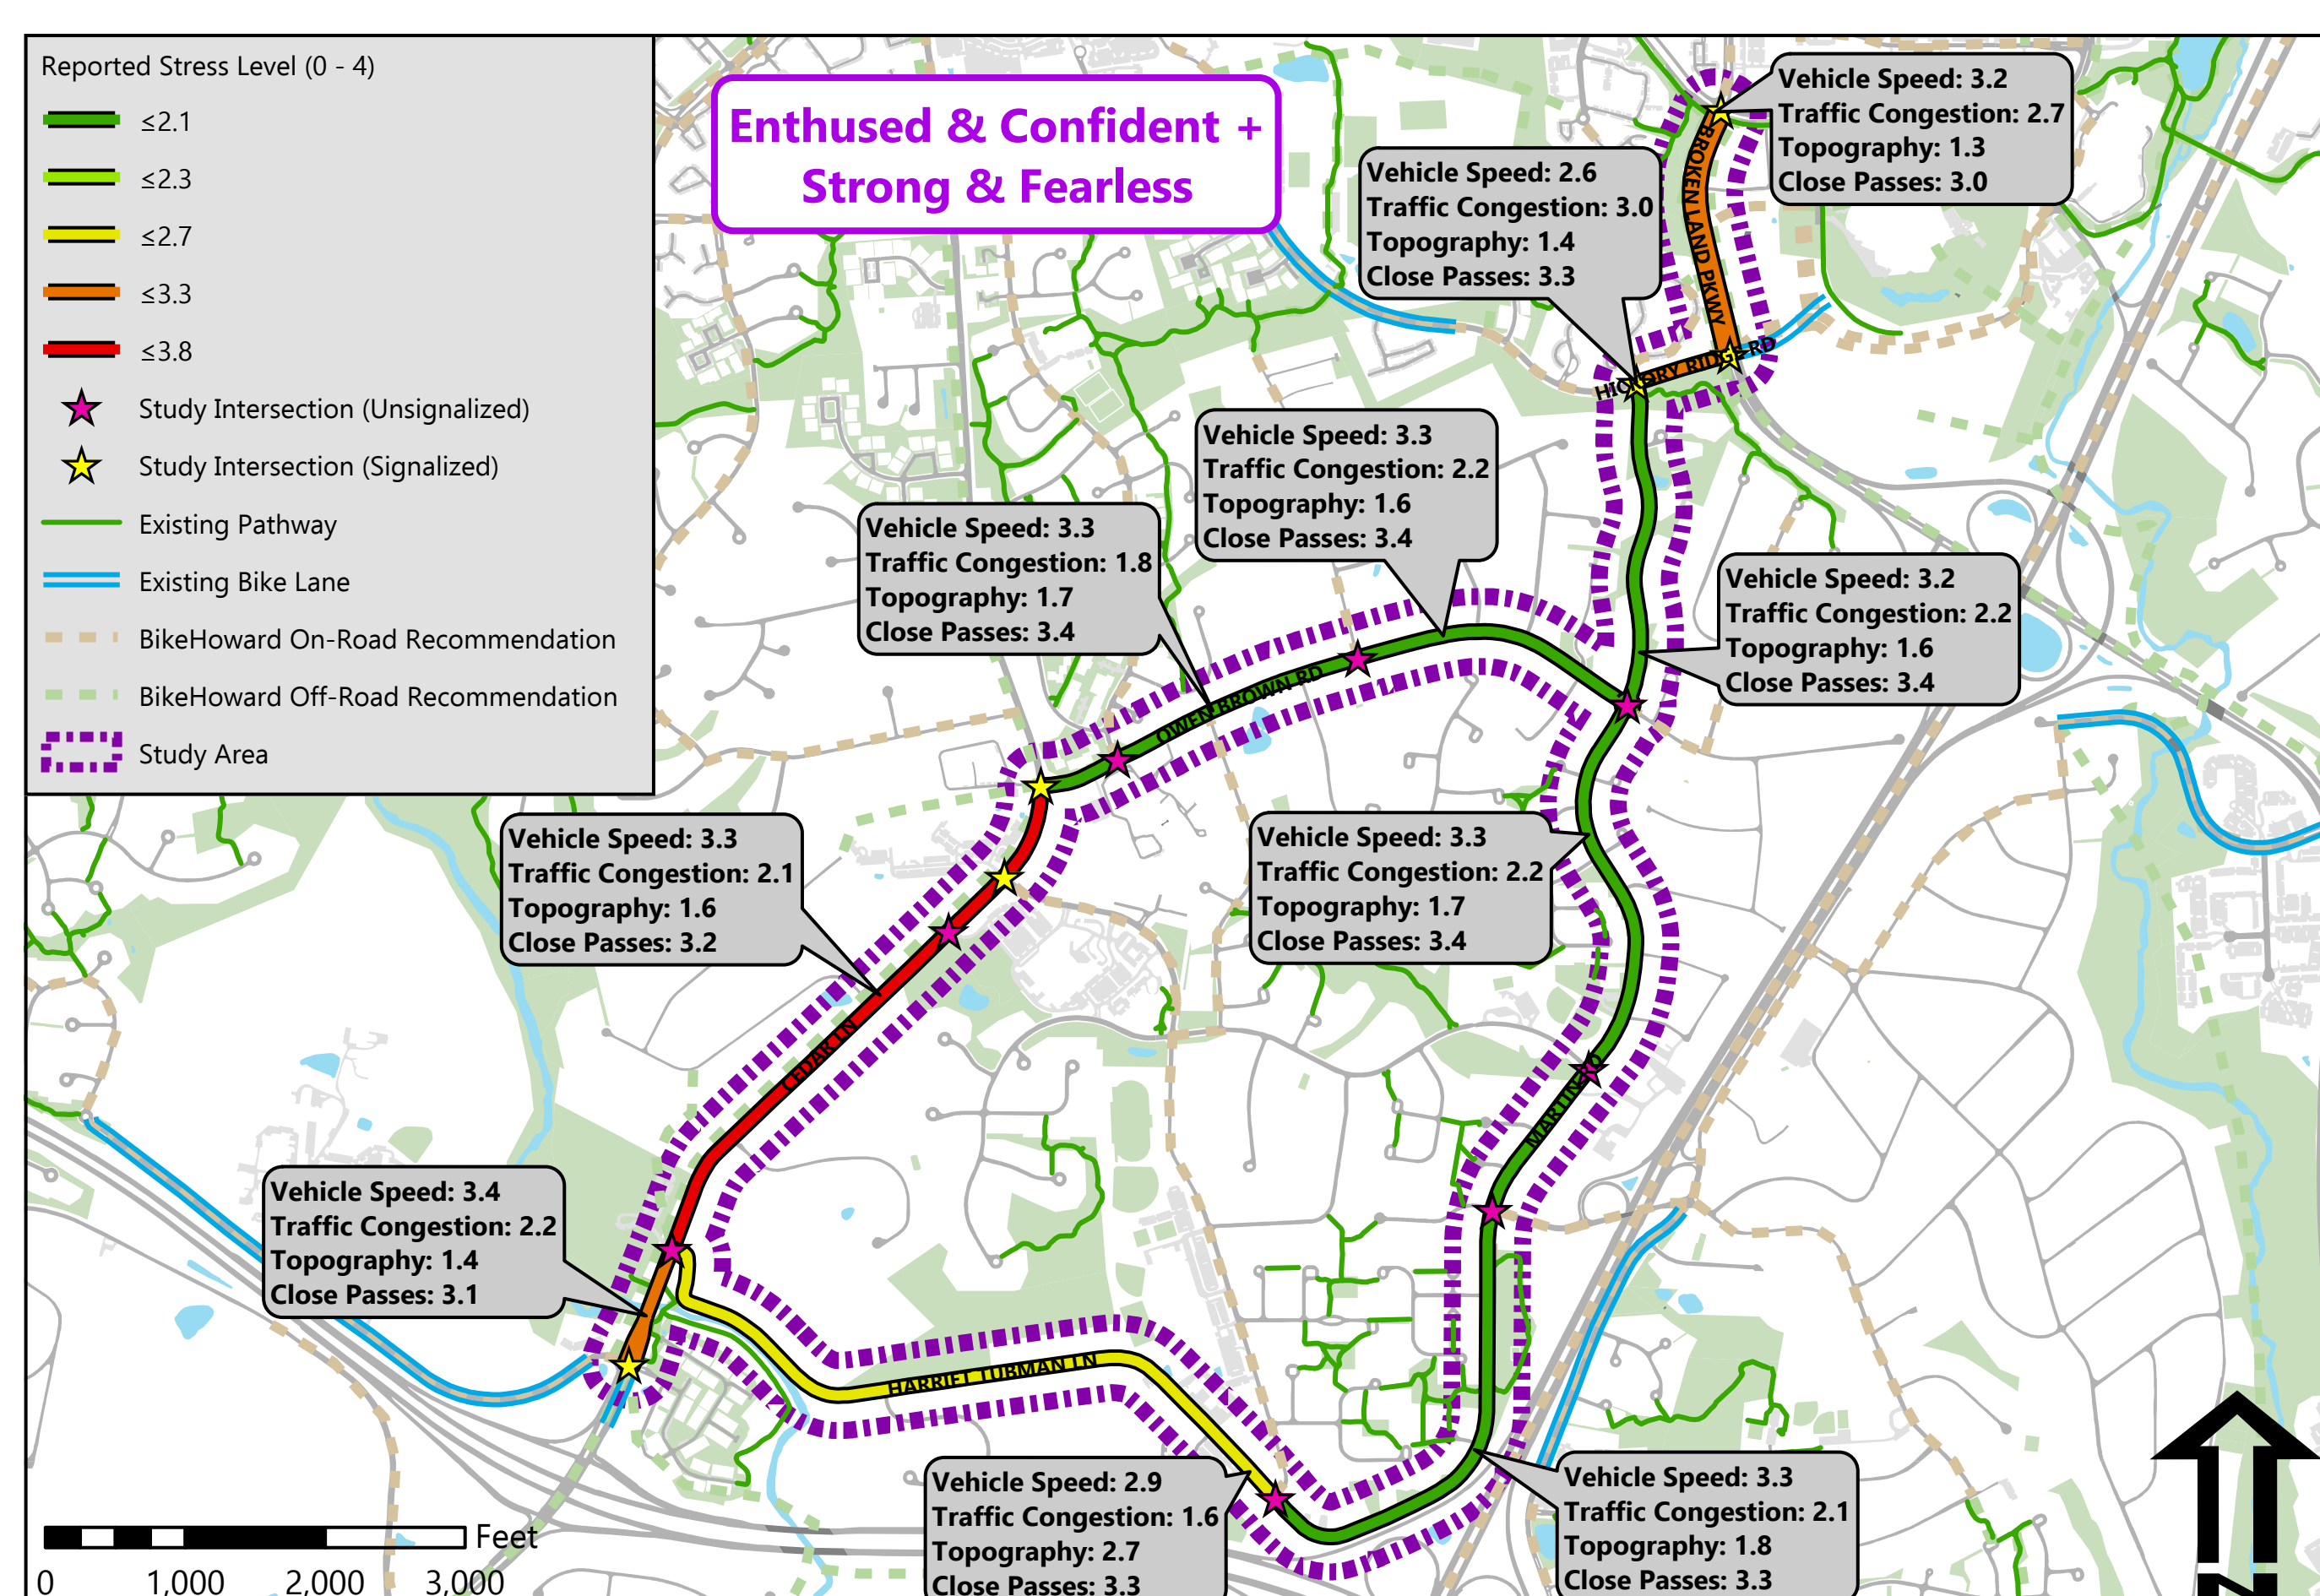 Reported Stress Level (0 - 4)
≤2.1
≤2.3
≤2.7
≤3.3
≤3.8
Study Intersection (Unsignalized)
Study Intersection (Signalized)
Existing Pathway
Existing Bike Lane
BikeHoward On-Road Recommendation
BikeHoward Off-Road Recommendation
Study Area
Enthused & Confident +
Strong & Fearless
Vehicle Speed: 3.2
Traffic Congestion: 2.7
Topography: 1.3
Close Passes: 3.0
Vehicle Speed: 2.6
Traffic Congestion: 3.0
Topography: 1.4
Close Passes: 3.3
BROKEN LAND PKWY
HICKORY RIDGE RD
Vehicle Speed: 3.3
Traffic Congestion: 2.2
Topography: 1.6
Close Passes: 3.4
Vehicle Speed: 3.3
Traffic Congestion: 1.8
Topography: 1.7
Close Passes: 3.4
Vehicle Speed: 3.2
Traffic Congestion: 2.2
Topography: 1.6
Close Passes: 3.4
OWEN BROWN RD
Vehicle Speed: 3.3
Traffic Congestion: 2.1
Topography: 1.6
Close Passes: 3.2
Vehicle Speed: 3.3
Traffic Congestion: 2.2
Topography: 1.7
Close Passes: 3.4
CEDAR LN
MARTIN RD
Vehicle Speed: 3.4
Traffic Congestion: 2.2
Topography: 1.4
Close Passes: 3.1
HARRIET TUBMAN LN
Vehicle Speed: 2.9
Traffic Congestion: 1.6
Topography: 2.7
Close Passes: 3.3
Vehicle Speed: 3.3
Traffic Congestion: 2.1
Topography: 1.8
Close Passes: 3.3
Feet
0 1,000 2,000 3,000
N